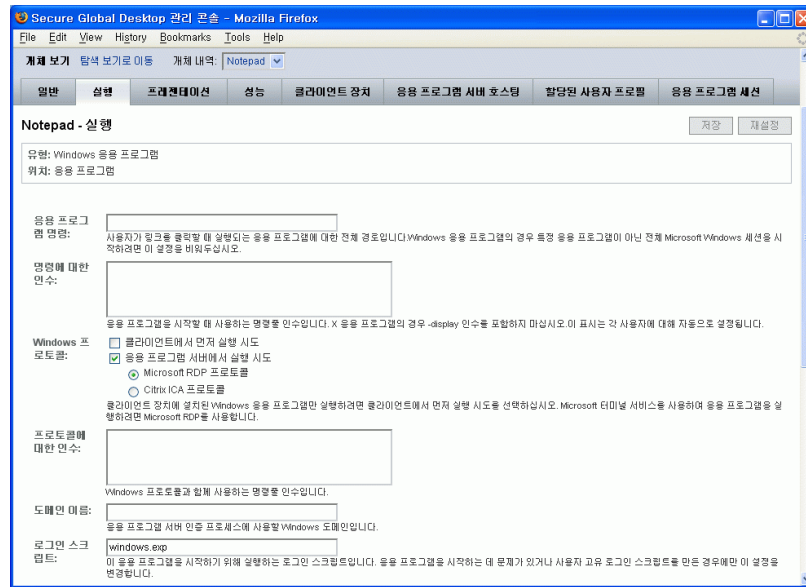 Secure Global Desktop 관리 콘솔 - Mozilla Firefox
File Edit View History Bookmarks Tools Help
개체 보기 탐색 보기로 이동 개체 내역: Notepad
일반 실행 프레젠테이션 성능 클라이언트 장치 응용 프로그램 서버 호스팅 할당된 사용자 프로필 응용 프로그램 세션
Notepad - 실행 저장 재설정
유형: Windows 응용 프로그램
위치: 응용 프로그램
응용 프로그
램 명령:
사용자가 링크를 클릭할 때 실행되는 응용 프로그램에 대한 전체 경로입니다.Windows 응용 프로그램의 경우 특정 응용 프로그램이 아닌 전체 Microsoft Windows 세션을 시
작하려면 이 설정을 비워두십시오.
명령에 대한
인수:
응용 프로그램을 시작할 때 사용하는 명령줄 인수입니다. X 응용 프로그램의 경우 -display 인수를 포함하지 마십시오.이 표시는 각 사용자에 대해 자동으로 설정됩니다.
Windows 프
로토콜:
클라이언트에서 먼저 실행 시도
응용 프로그램 서버에서 실행 시도
Microsoft RDP 프로토콜
Citrix ICA 프로토콜
클라이언트 장치에 설치된 Windows 응용 프로그램만 실행하려면 클라이언트에서 먼저 실행 시도를 선택하십시오. Microsoft 터미널 서비스를 사용하여 응용 프로그램을 실
행하려면 Microsoft RDP를 사용합니다.
프로토콜에
대한 인수:
Windows 프로토콜과 함께 사용하는 명령줄 인수입니다.
도메인 이름:
응용 프로그램 서버 인증 프로세스에 사용할 Windows 도메인입니다.
로그인 스크
립트:
windows.exp
이 응용 프로그램을 시작하기 위해 실행하는 로그인 스크립트입니다. 응용 프로그램을 시작하는 데 문제가 있거나 사용자 고유 로그인 스크립트를 만든 경우에만 이 설정을
변경합니다.